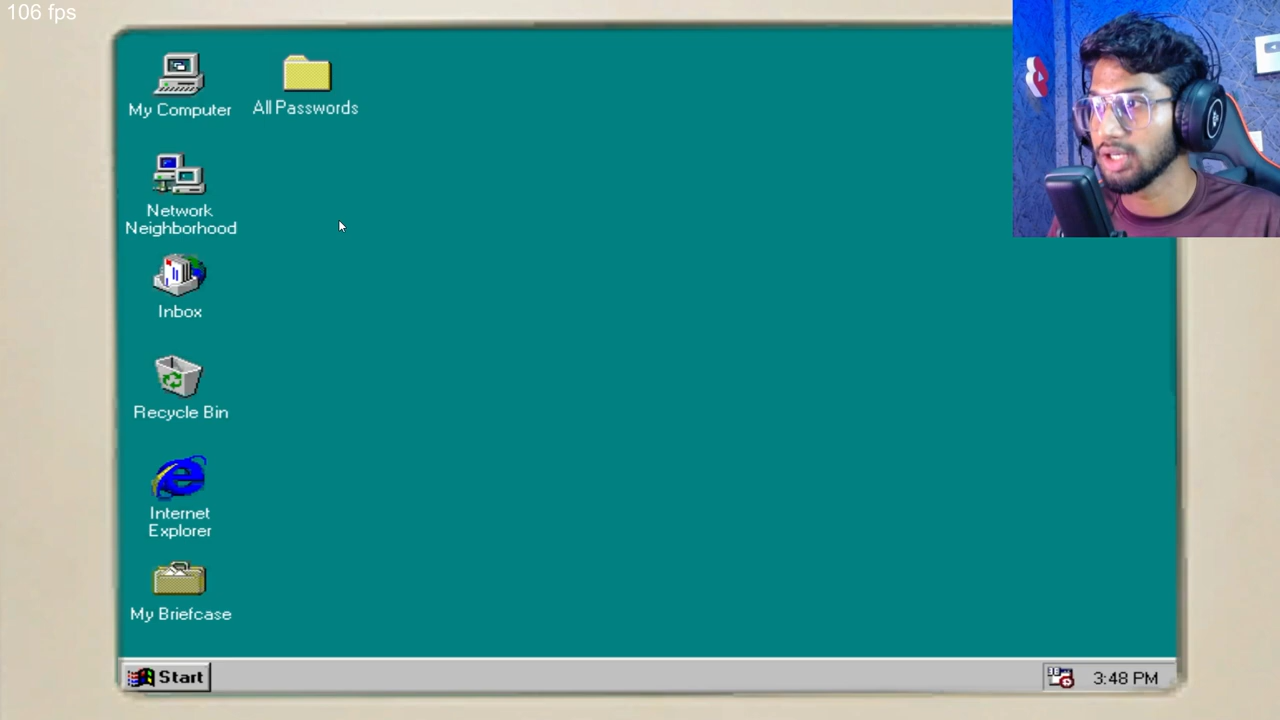 106 fps
My Computer
All Passwords
Network
Neighborhood
Inbox
Recycle Bin
Internet
Explorer
My Briefcase
Start
3:48 PM